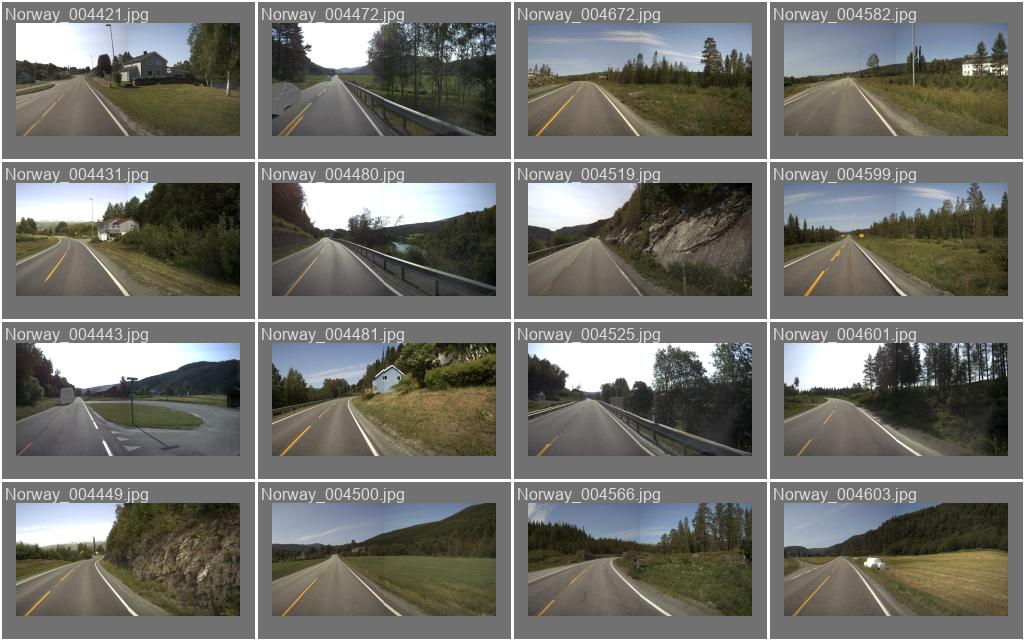 Norway_004421.jpg
Norway_004472.jpg
Norway_004672.jpg
Norway_004582.jpg
Norway_004431.jpg
Norway_004480.jpg
Norway_004519.jpg
Norway_004599.jpg
Norway_004443.jpg
Norway_004481.jpg
Norway_004525.jpg
Norway_004601.jpg
Norway_004449.jpg
Norway_004500.jpg
Norway_004566.jpg
Norway_004603.jpg